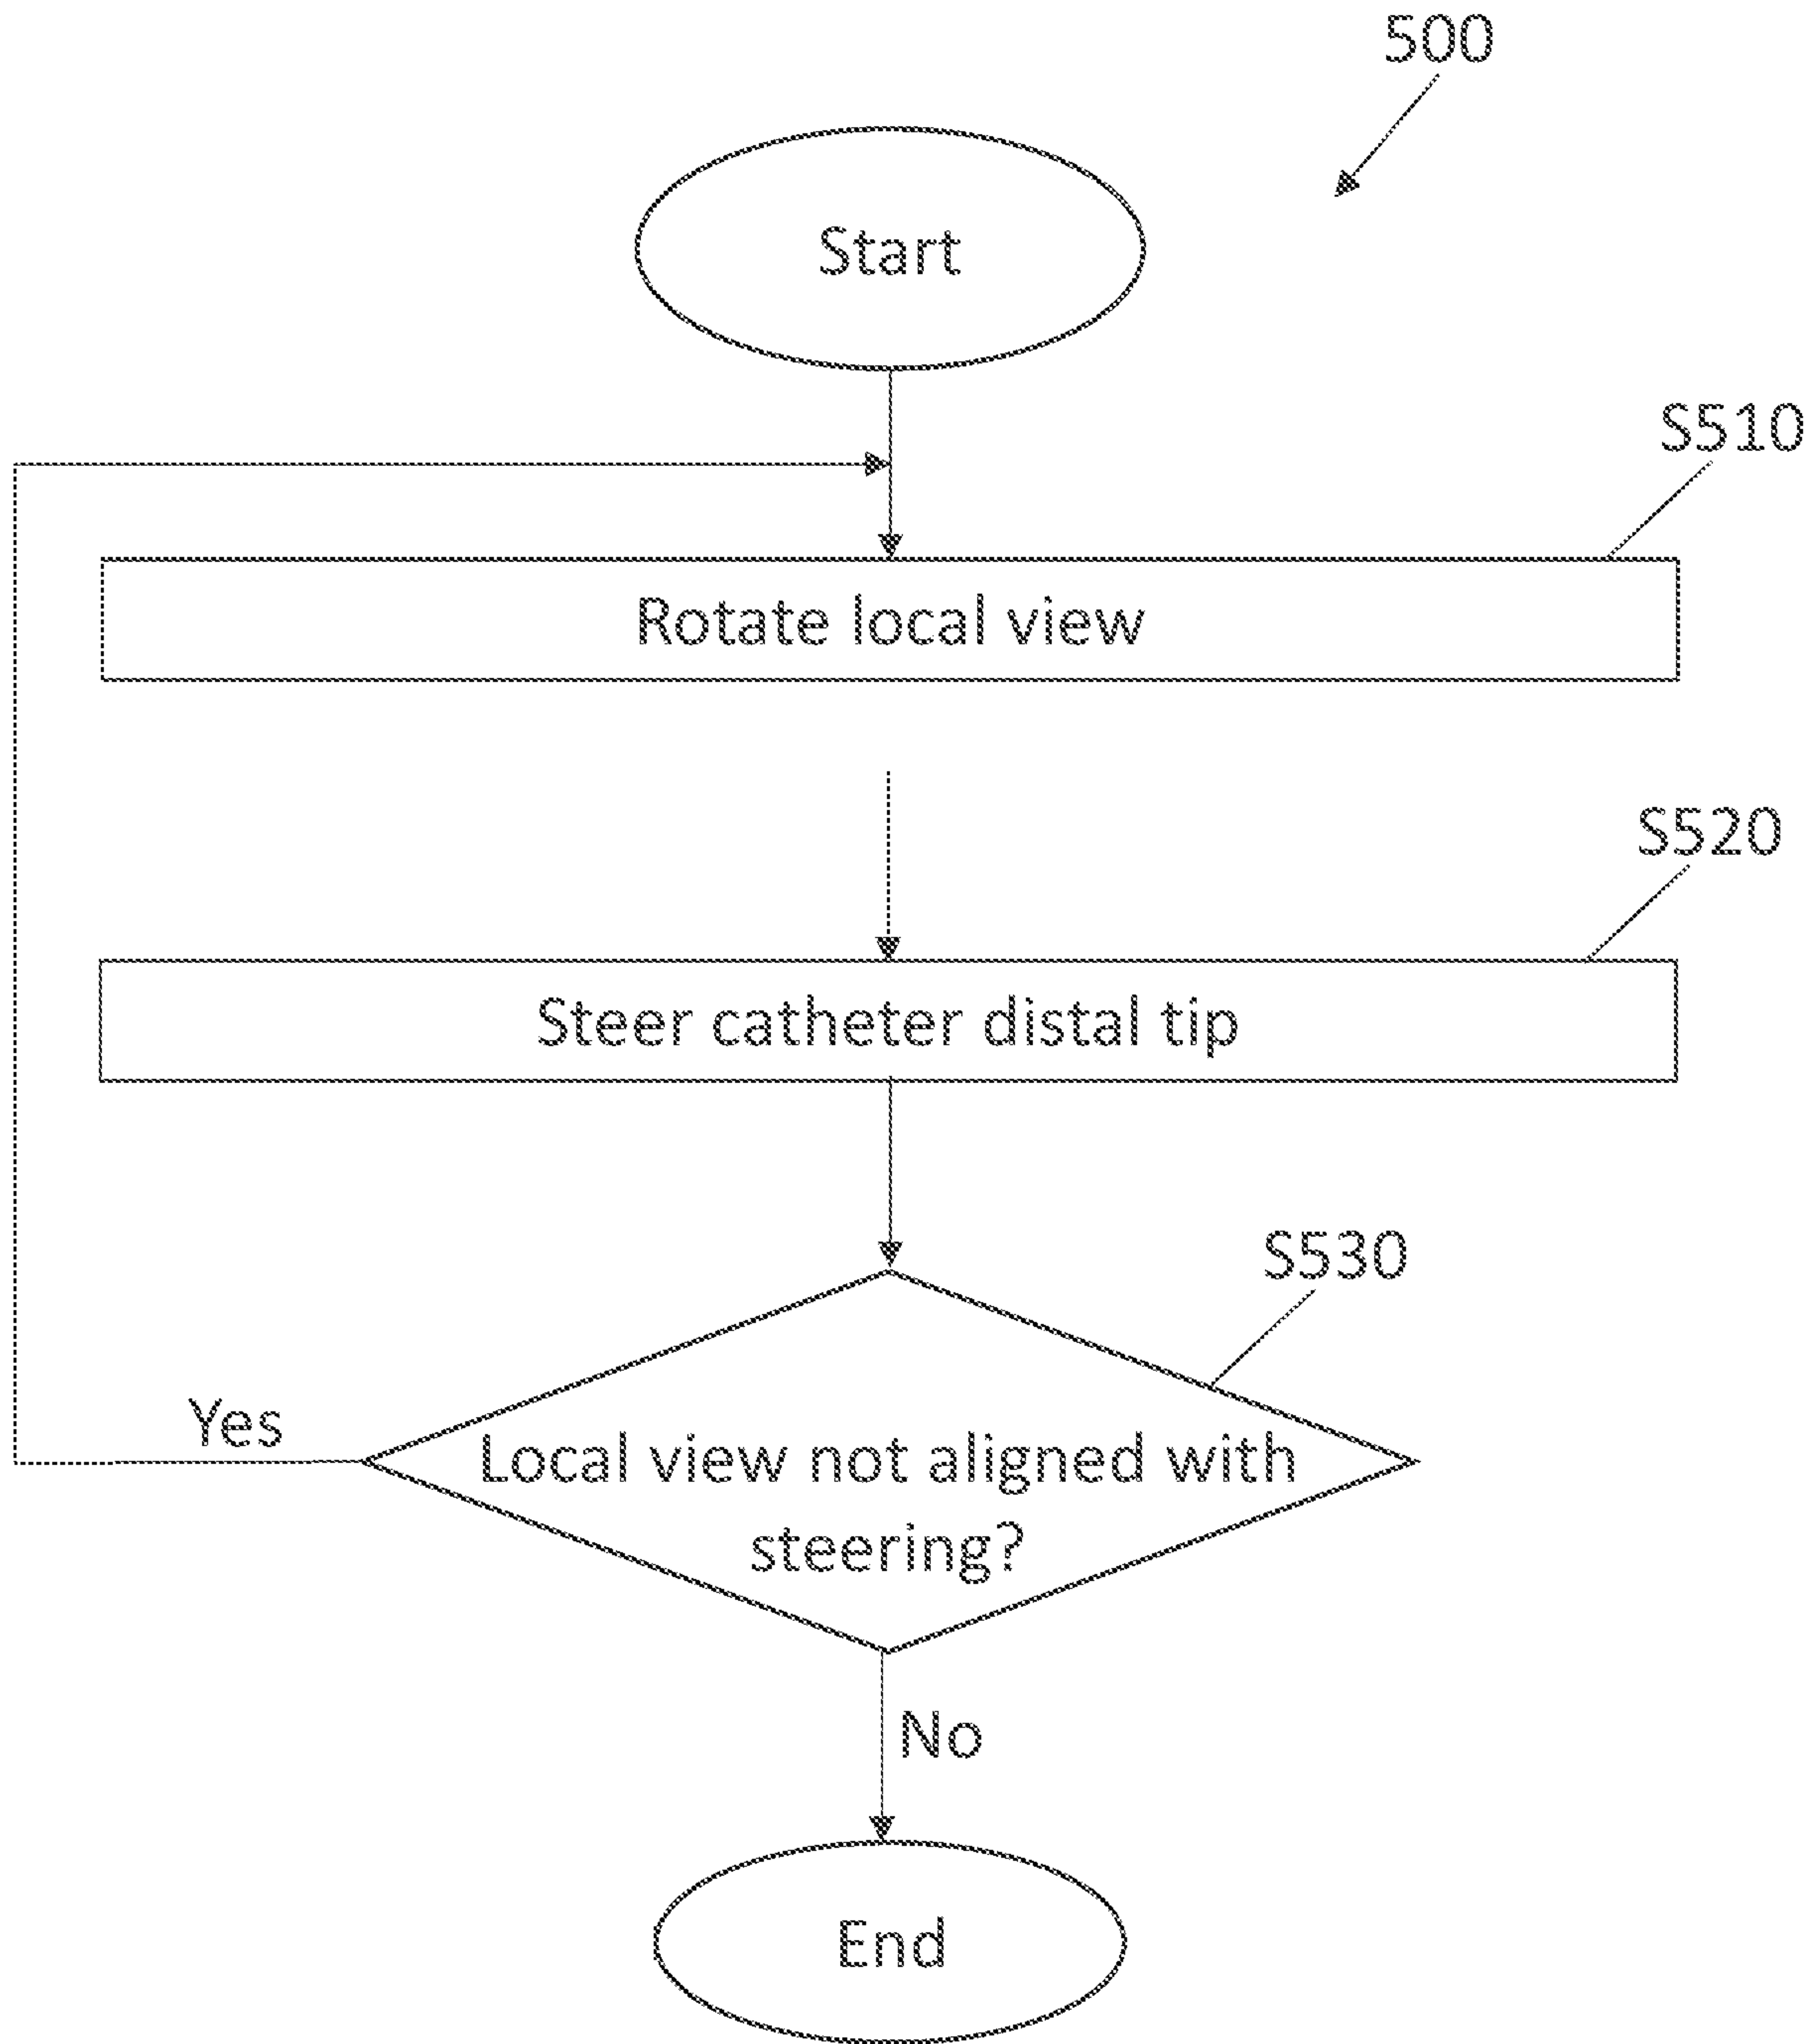 500
Start
S510
Rotate local view
S520
Steer catheter distal tip
S530
Yes
Local view not aligned with
steering?
No
End